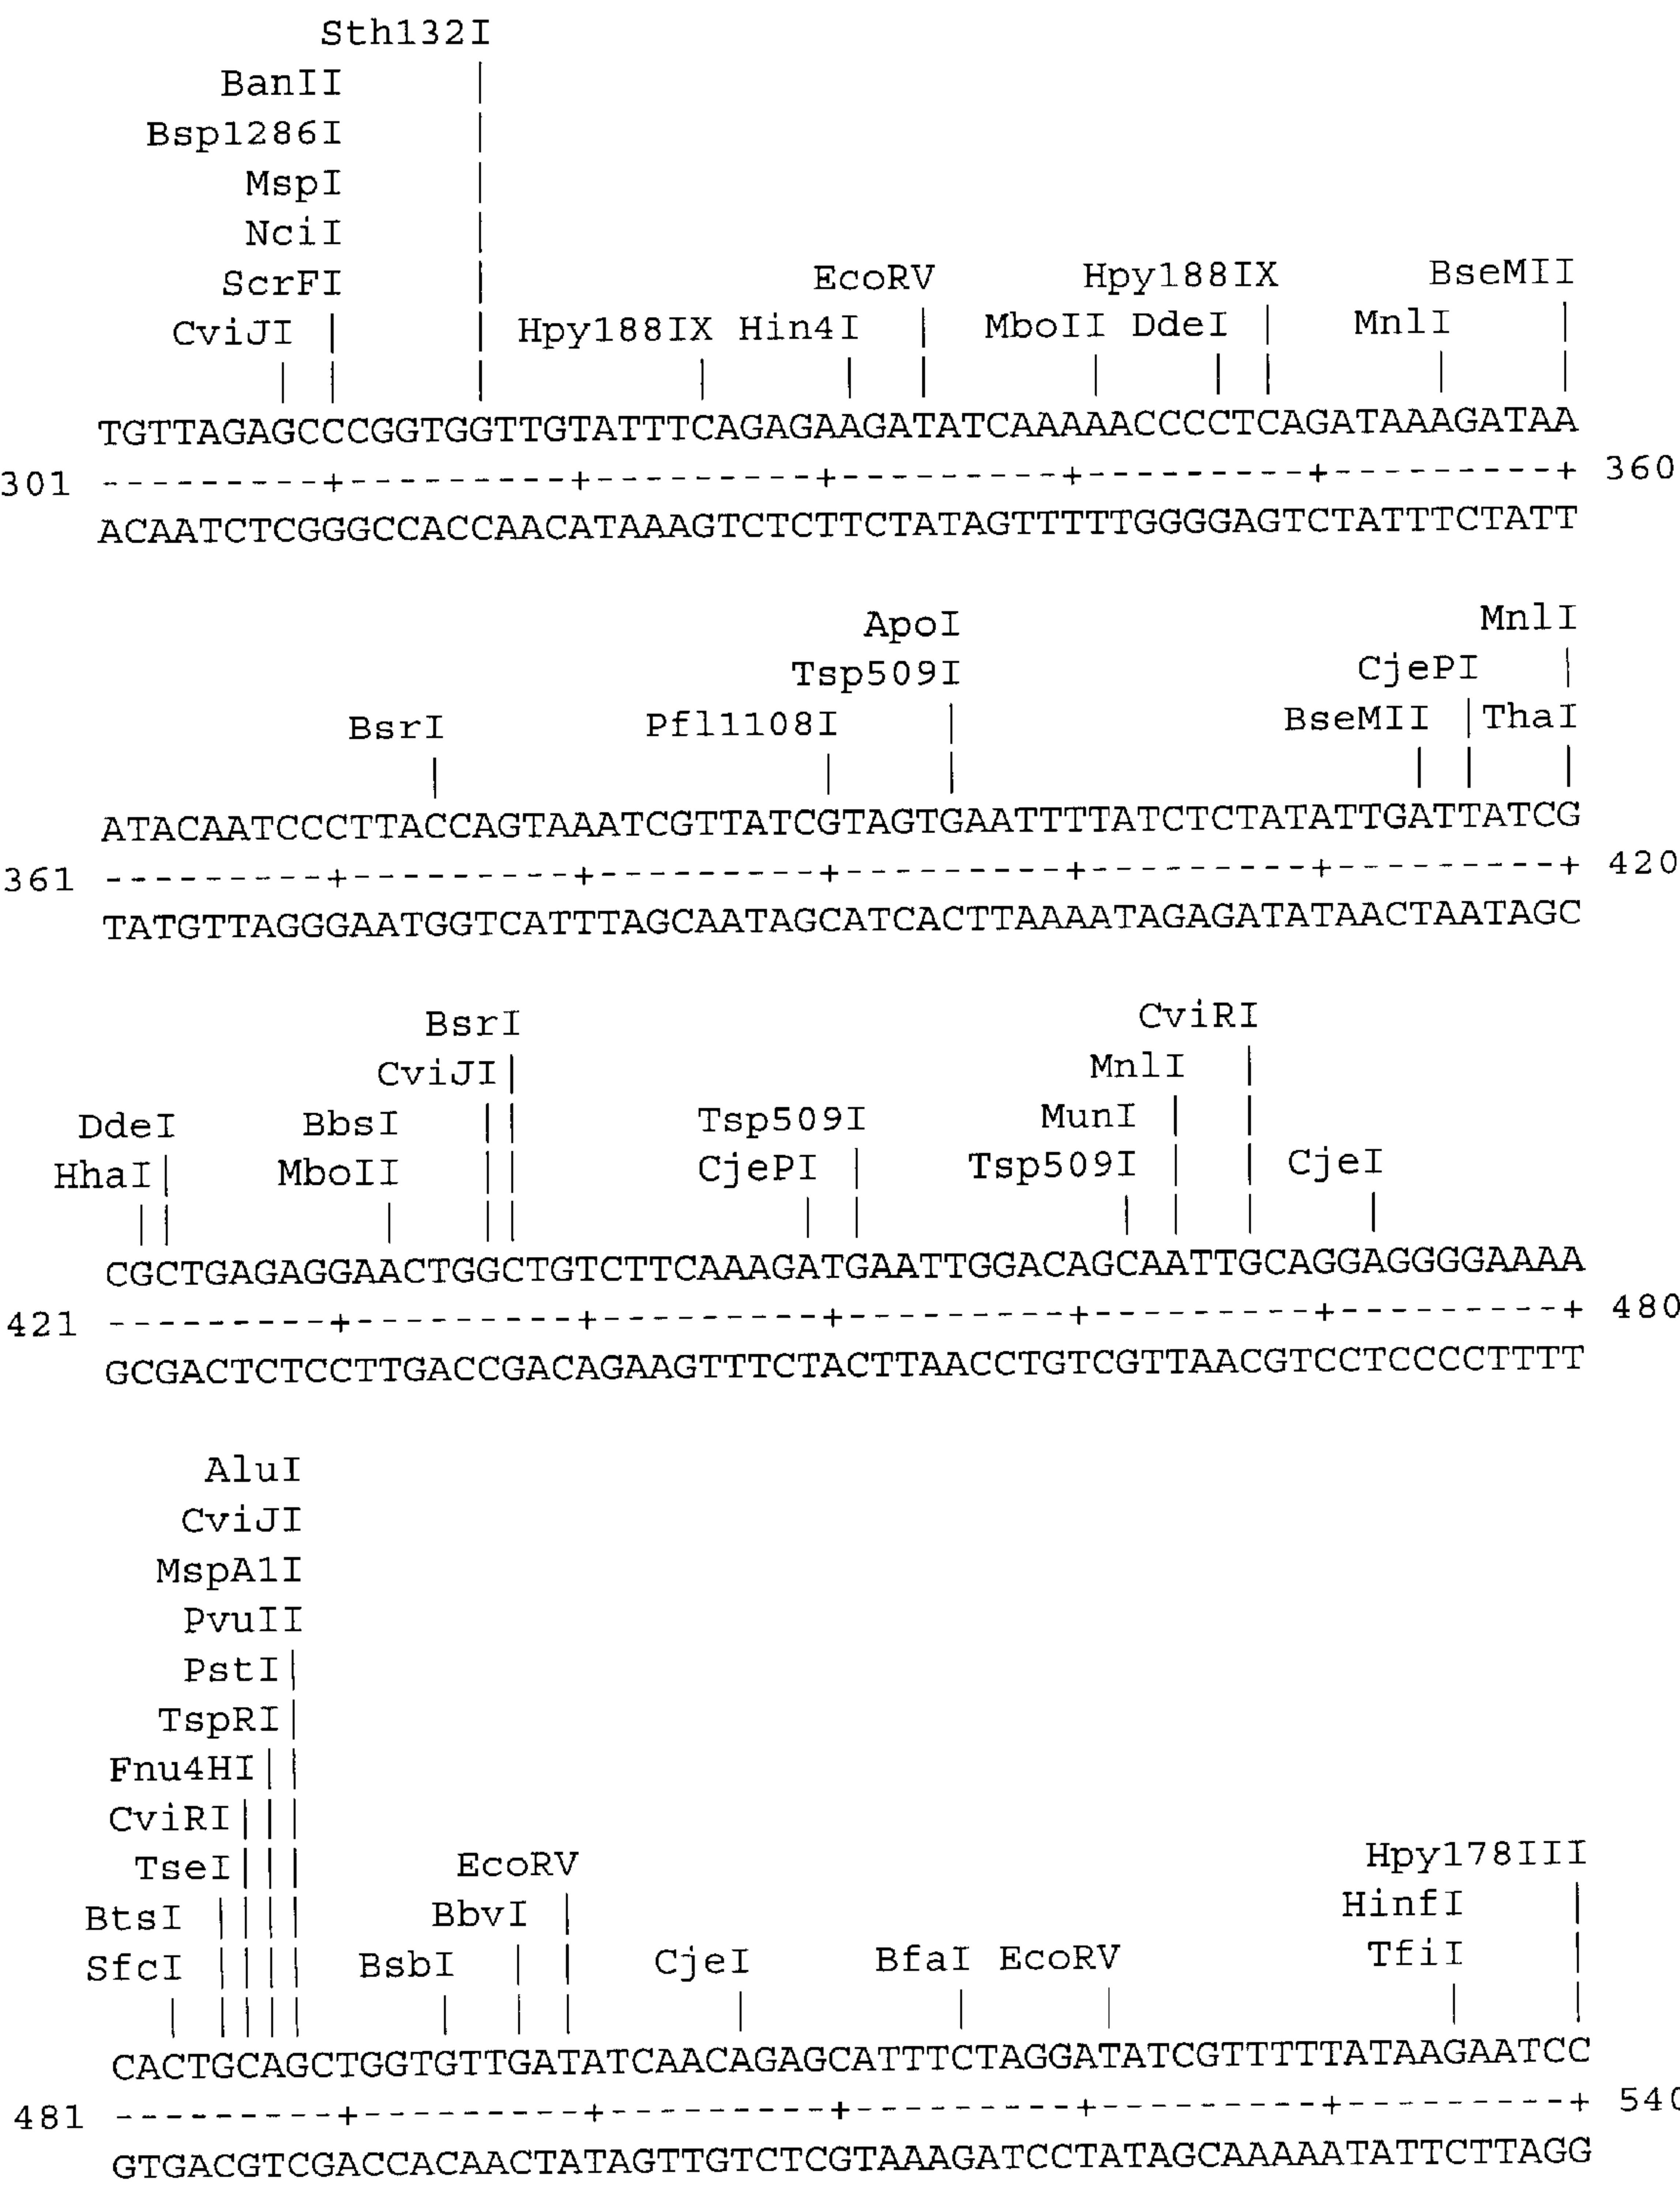 Sth132I
BanII
Bsp1286I
MspI
NciI
ScrFI EcoRV Hpy188IX BseMII
CviJI Hpy188IX Hin4I MboII DdeI MnlI
TGTTAGAGCCCGGTGGTTGTATTTCAGAGAAGATATCAAAAACCCCTCAGATAAAGATAA
301 ---------+---------+---------+---------+---------+---------+ 360
ACAATCTCGGGCCACCAACATAAAGTCTCTTCTATAGTTTTTGGGGAGTCTATTTCTATT
ApoI MnlI
Tsp509I CjePI
BsrI Pfl1108I BseMII ThaI
ATACAATCCCTTACCAGTAAATCGTTATCGTAGTGAATTTTATCTCTATATTGATTATCG
361 ---------+---------+---------+---------+---------+---------+ 420
TATGTTAGGGAATGGTCATTTAGCAATAGCATCACTTAAAATAGAGATATAACTAATAGC
BsrI CviRI
CviJI MnlI
DdeI BbsI Tsp509I MunI
HhaI MboII CjePI Tsp509I CjeI
CGCTGAGAGGAACTGGCTGTCTTCAAAGATGAATTGGACAGCAATTGCAGGAGGGGAAAA
421 ---------+---------+---------+---------+---------+---------+ 480
GCGACTCTCCTTGACCGACAGAAGTTTCTACTTAACCTGTCGTTAACGTCCTCCCCTTTT
AluI
CviJI
MspA1I
PvuII
PstI
TspRI
Fnu4HI
CviRI
TseI EcoRV Hpy178III
BtsI BbvI HinfI
SfcI BsbI CjeI BfaI EcoRV TfiI
CACTGCAGCTGGTGTTGATATCAACAGAGCATTTCTAGGATATCGTTTTTATAAGAATCC
481 ---------+---------+---------+---------+---------+---------+ 540
GTGACGTCGACCACAACTATAGTTGTCTCGTAAAGATCCTATAGCAAAAATATTCTTAGG